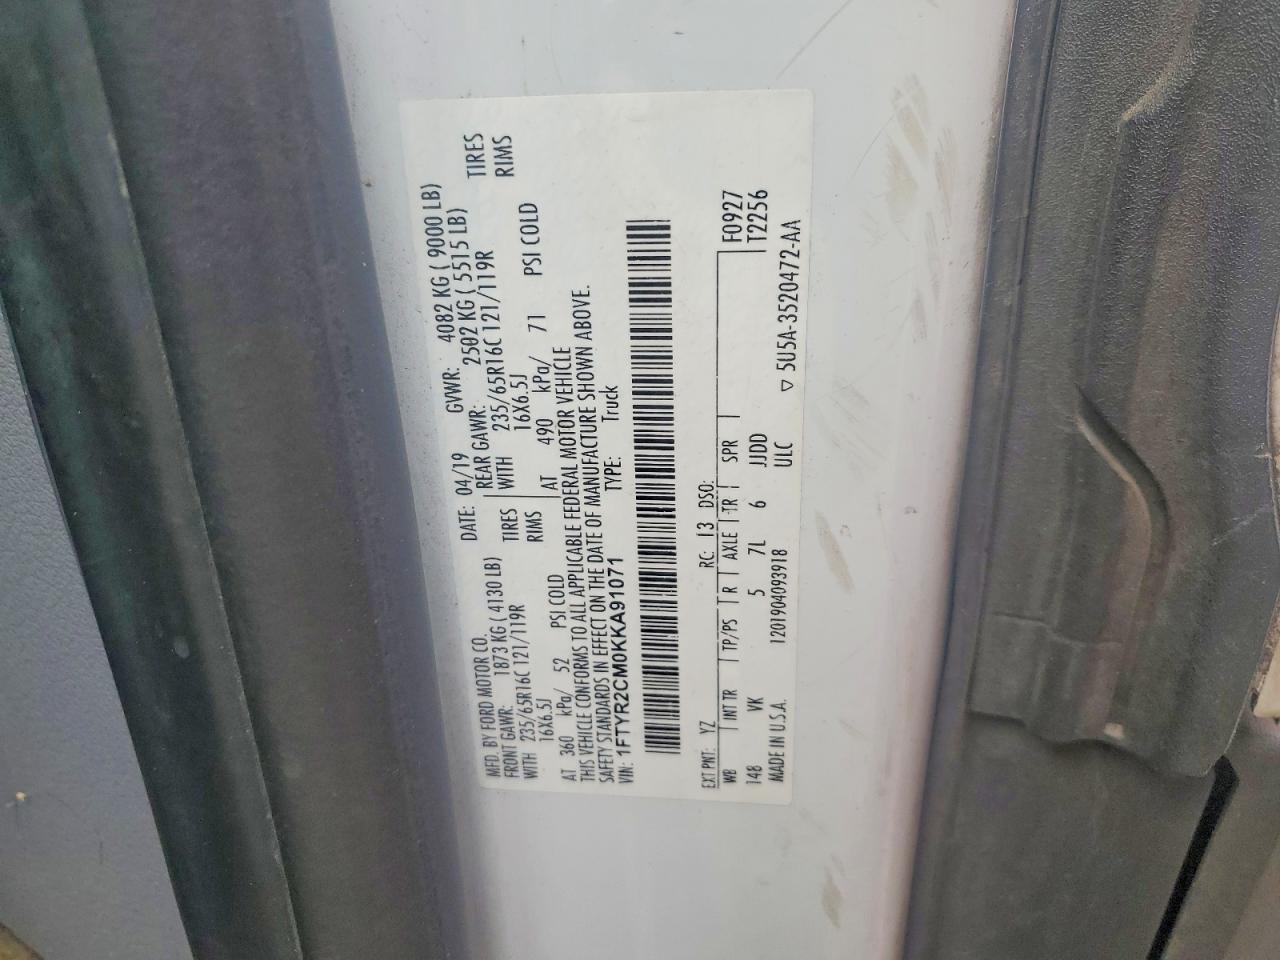 MFD. BY FORD MOTOR CO.
DATE: 04/19 GVWR: 4082 KG ( 9000 LB)
FRONT GAWR: 1873 KG ( 4130 LB)
REAR GAWR: 2502 KG ( 5515 LB)
WITH 235/65R16C 121/119R TIRES
WITH 235/65R16C 121/119R TIRES
16X6.5J RIMS
16X6.5J RIMS
AT 360 kPa/ 52 PSI COLD
AT 490 kPa/ 71 PSI COLD
THIS VEHICLE CONFORMS TO ALL APPLICABLE FEDERAL MOTOR VEHICLE
SAFETY STANDARDS IN EFFECT ON THE DATE OF MANUFACTURE SHOWN ABOVE.
VIN: 1FTYR2CM0KKA91071 TYPE: Truck
EXT PNT: YZ RC: 13 DSO: F0927
WB INT TR TP/PS R AXLE TR SPR T2256
148 VK 5 7L 6 JJDD
MADE IN U.S.A. 1201904093918 ULC
▽ 5U5A-3520472-AA